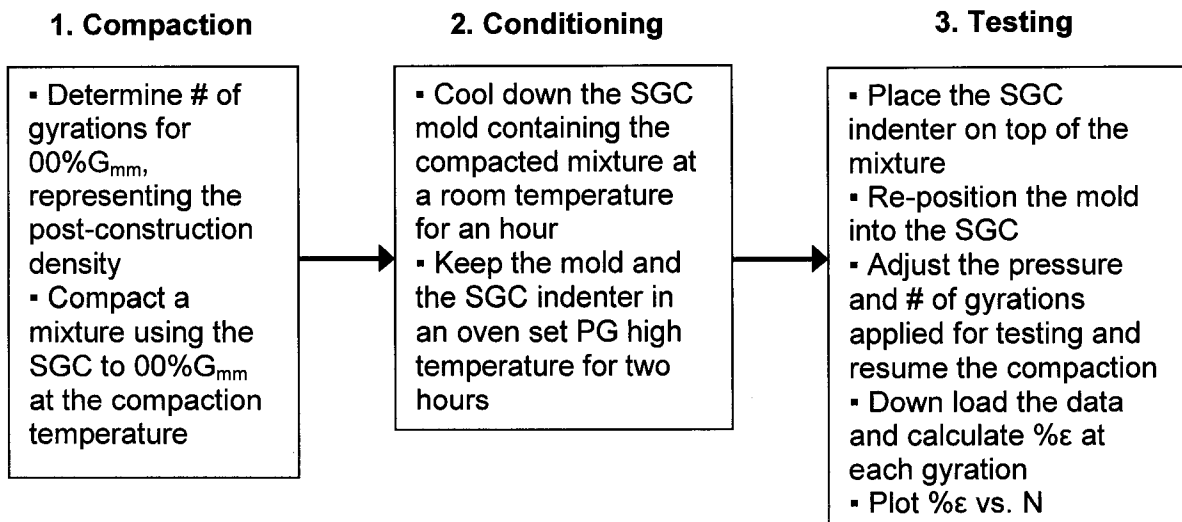 1. Compaction
▪ Determine # of
gyrations for
00%Gmm,
representing the
post-construction
density
▪ Compact a
mixture using the
SGC to 00%Gmm
at the compaction
temperature
2. Conditioning
▪ Cool down the SGC
mold containing the
compacted mixture at
a room temperature
for an hour
▪ Keep the mold and
the SGC indenter in
an oven set PG high
temperature for two
hours
3. Testing
▪ Place the SGC
indenter on top of the
mixture
▪ Re-position the mold
into the SGC
▪ Adjust the pressure
and # of gyrations
applied for testing and
resume the compaction
▪ Down load the data
and calculate %ε at
each gyration
▪ Plot %ε vs. N